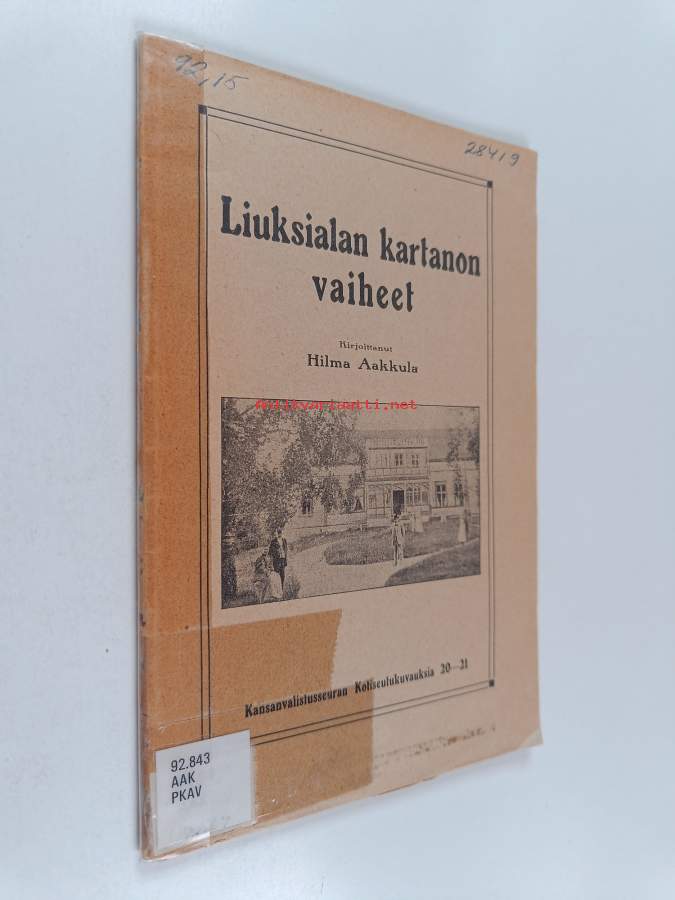 92,15
28419
Liuksialan kartanon
vaiheet
Kirjoittanut
Hilma Aakkula
antikvariaatti.net
Kansanvalistusseuran Kotiseutukuvauksia 20—21
92.843
AAK
PKAV